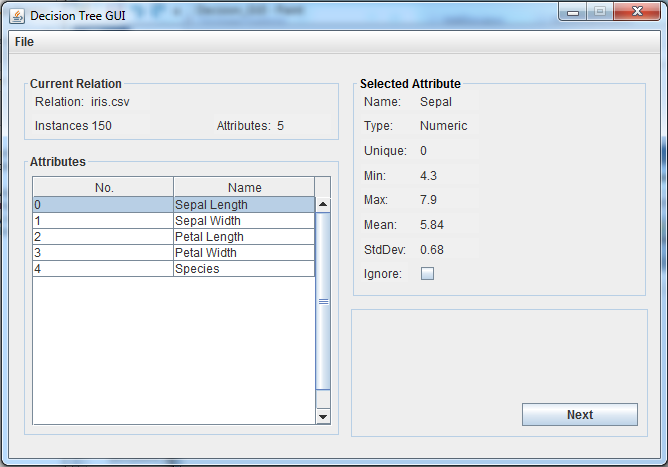 Decision Tree GUI
File
Current Relation
Relation: iris.csv
Instances 150 Attributes: 5
Attributes
No. Name
0 Sepal Length
1 Sepal Width
2 Petal Length
3 Petal Width
4 Species
Selected Attribute
Name: Sepal
Type: Numeric
Unique: 0
Min: 4.3
Max: 7.9
Mean: 5.84
StdDev: 0.68
Ignore:
Next